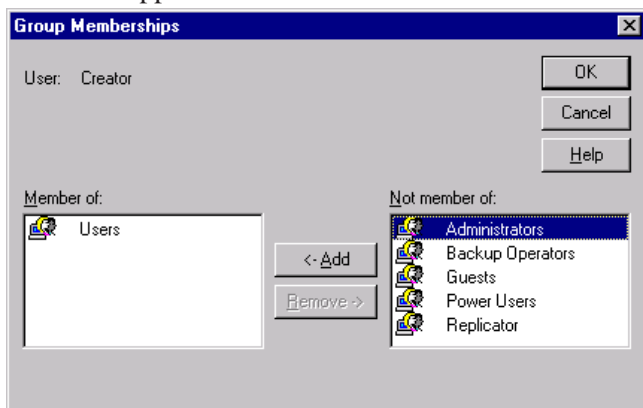 Group Memberships
User: Creator
OK
Cancel
Help
Member of:
Users
<- Add
Remove ->
Not member of:
Administrators
Backup Operators
Guests
Power Users
Replicator